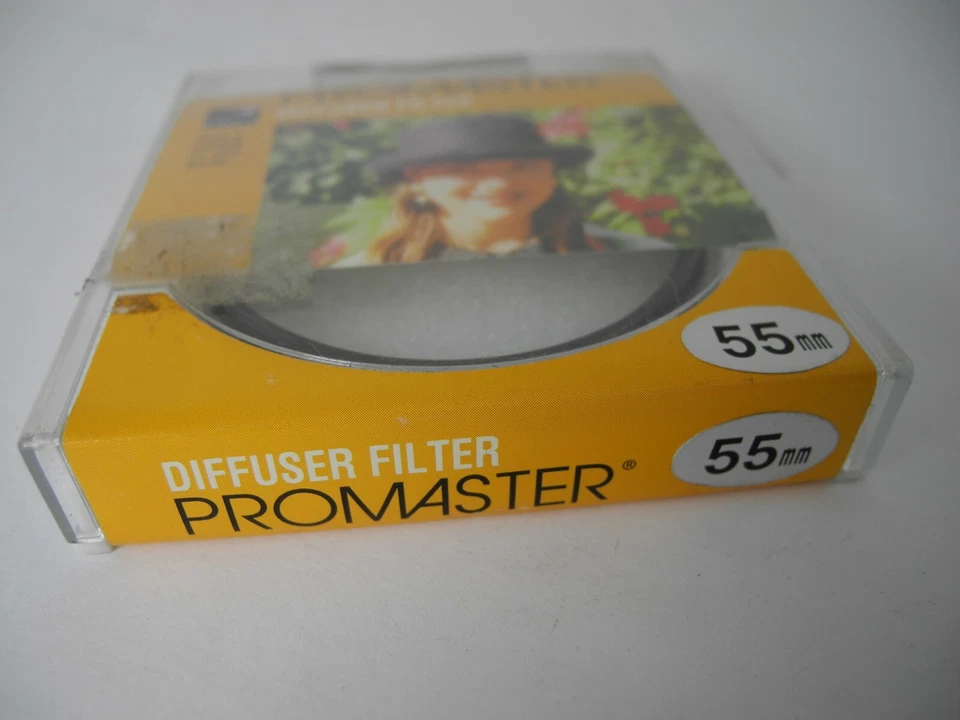 55mm
DIFFUSER FILTER
PROMASTER®
55mm